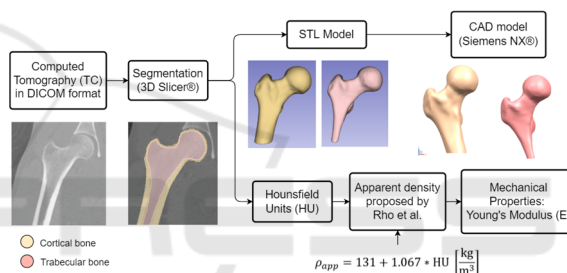 Computed
Tomography (TC)
in DICOM format
Segmentation
(3D Slicer®)
STL Model
CAD model
(Siemens NX®)
Hounsfield
Units (HU)
Apparent density
proposed by
Rho et al.
Mechanical
Properties:
Young's Modulus (E
Cortical bone
Trabecular bone
ρapp = 131 + 1.067 * HU [kg/m³]